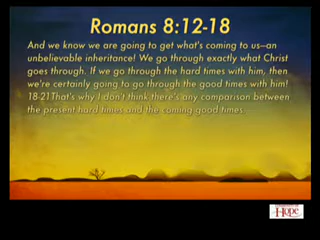 Romans 8:12-18
And we know we are going to get what's coming to us—an
unbelievable inheritance! We go through exactly what Christ
goes through. If we go through the hard times with him, then
we're certainly going to go through the good times with him!
18-21That's why I don't think there's any comparison between
the present hard times and the coming good times.
Hope